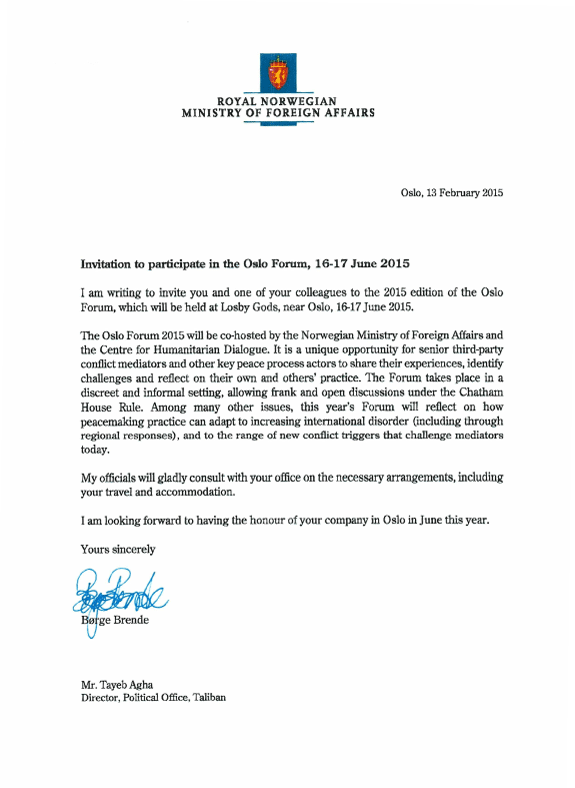 ROYAL NORWEGIAN
MINISTRY OF FOREIGN AFFAIRS
Oslo, 13 February 2015
Invitation to participate in the Oslo Forum, 16-17 June 2015
I am writing to invite you and one of your colleagues to the 2015 edition of the Oslo
Forum, which will be held at Losby Gods, near Oslo, 16-17 June 2015.
The Oslo Forum 2015 will be co-hosted by the Norwegian Ministry of Foreign Affairs and
the Centre for Humanitarian Dialogue. It is a unique opportunity for senior third-party
conflict mediators and other key peace process actors to share their experiences, identify
challenges and reflect on their own and others' practice. The Forum takes place in a
discreet and informal setting, allowing frank and open discussions under the Chatham
House Rule. Among many other issues, this year's Forum will reflect on how
peacemaking practice can adapt to increasing international disorder (including through
regional responses), and to the range of new conflict triggers that challenge mediators
today.
My officials will gladly consult with your office on the necessary arrangements, including
your travel and accommodation.
I am looking forward to having the honour of your company in Oslo in June this year.
Yours sincerely
Børge Brende
Børge Brende
Mr. Tayeb Agha
Director, Political Office, Taliban